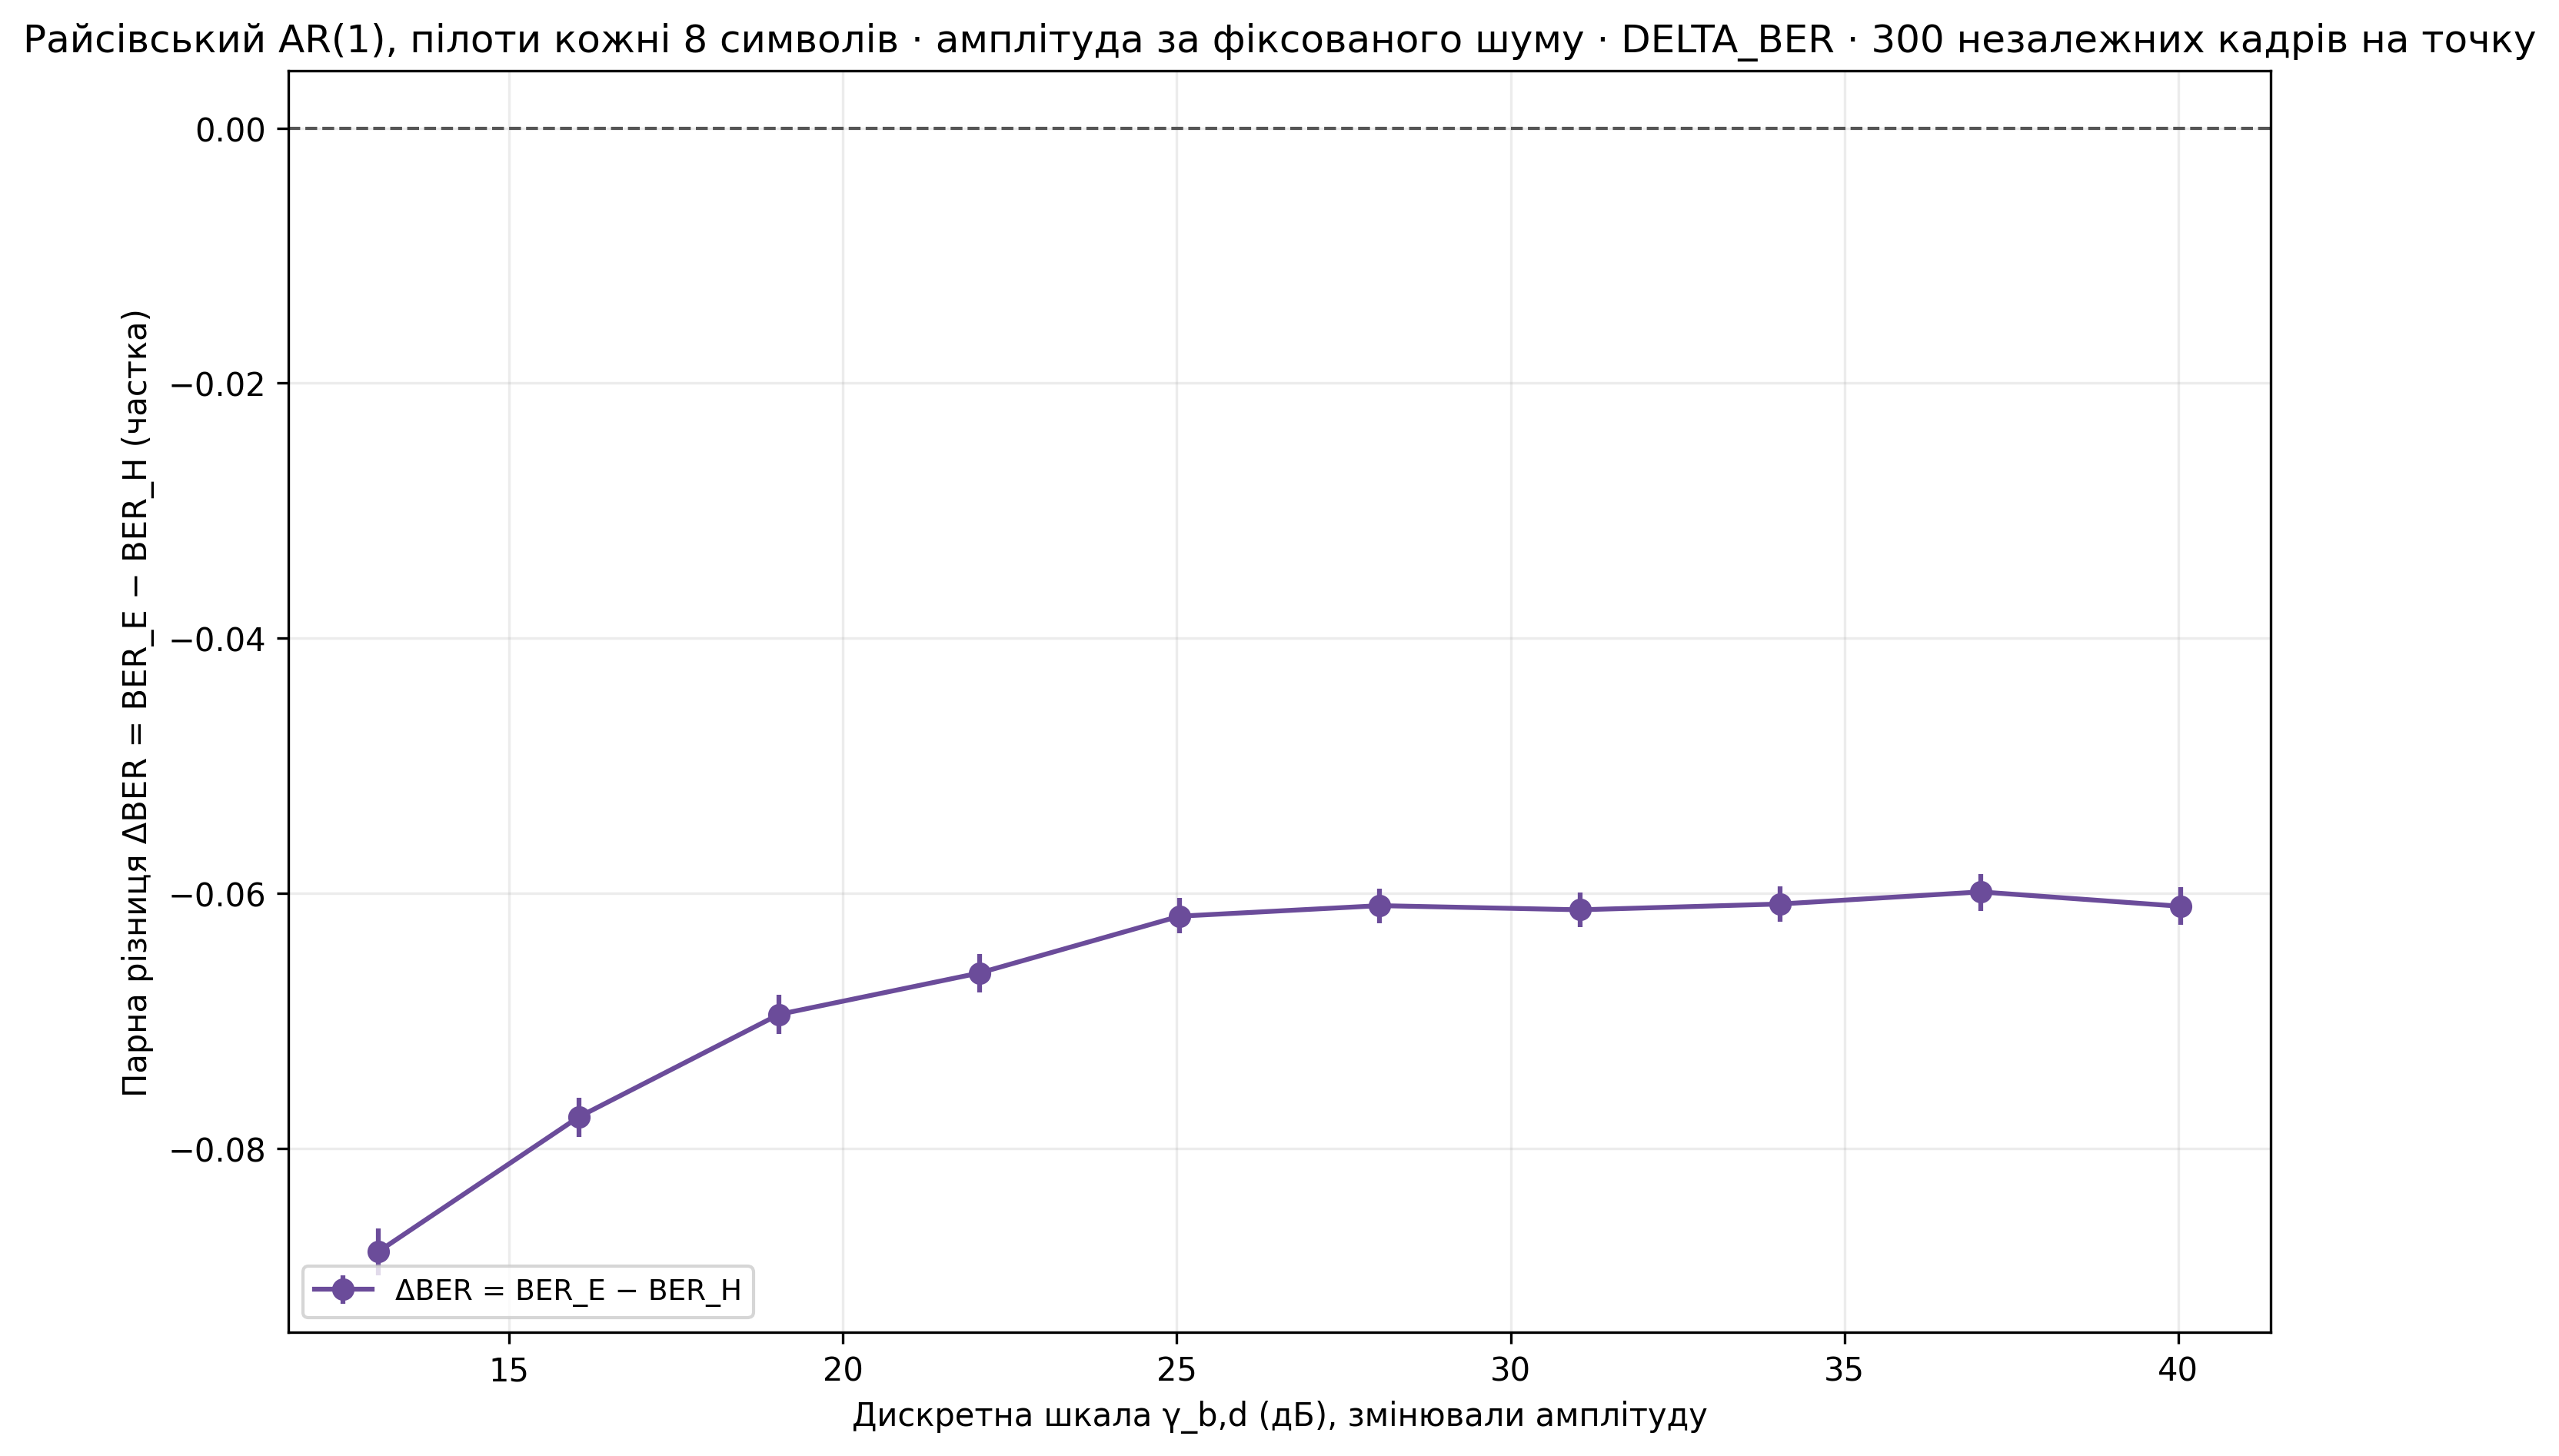 Райсівський AR(1), пілоти кожні 8 символів · амплітуда за фіксованого шуму · DELTA_BER · 300 незалежних кадрів на точку
Парна різниця ΔBER = BER_E − BER_H (частка)
0.00
−0.02
−0.04
−0.06
−0.08
ΔBER = BER_E − BER_H
15
20
25
30
35
40
Дискретна шкала γ_b,d (дБ), змінювали амплітуду